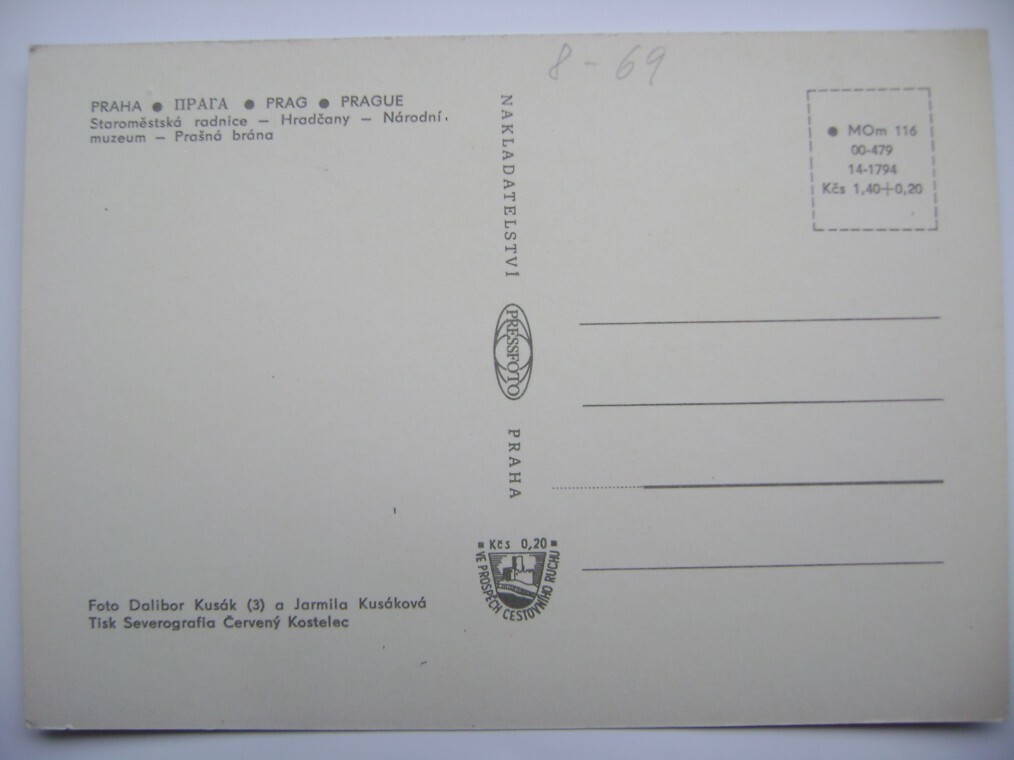 8-69
PRAHA ● ПРАГА ● PRAG ● PRAGUE
Staroměstská radnice — Hradčany — Národní
muzeum — Prašná brána
NAKLADATELSTVÍ
PRESSFOTO
PRAHA
● MOm 116
00-479
14-1794
Kčs 1,40+0,20
■ Kčs 0,20 ■
VE PROSPĚCH CESTOVNÍHO RUCHU
Foto Dalibor Kusák (3) a Jarmila Kusáková
Tisk Severografia Červený Kostelec